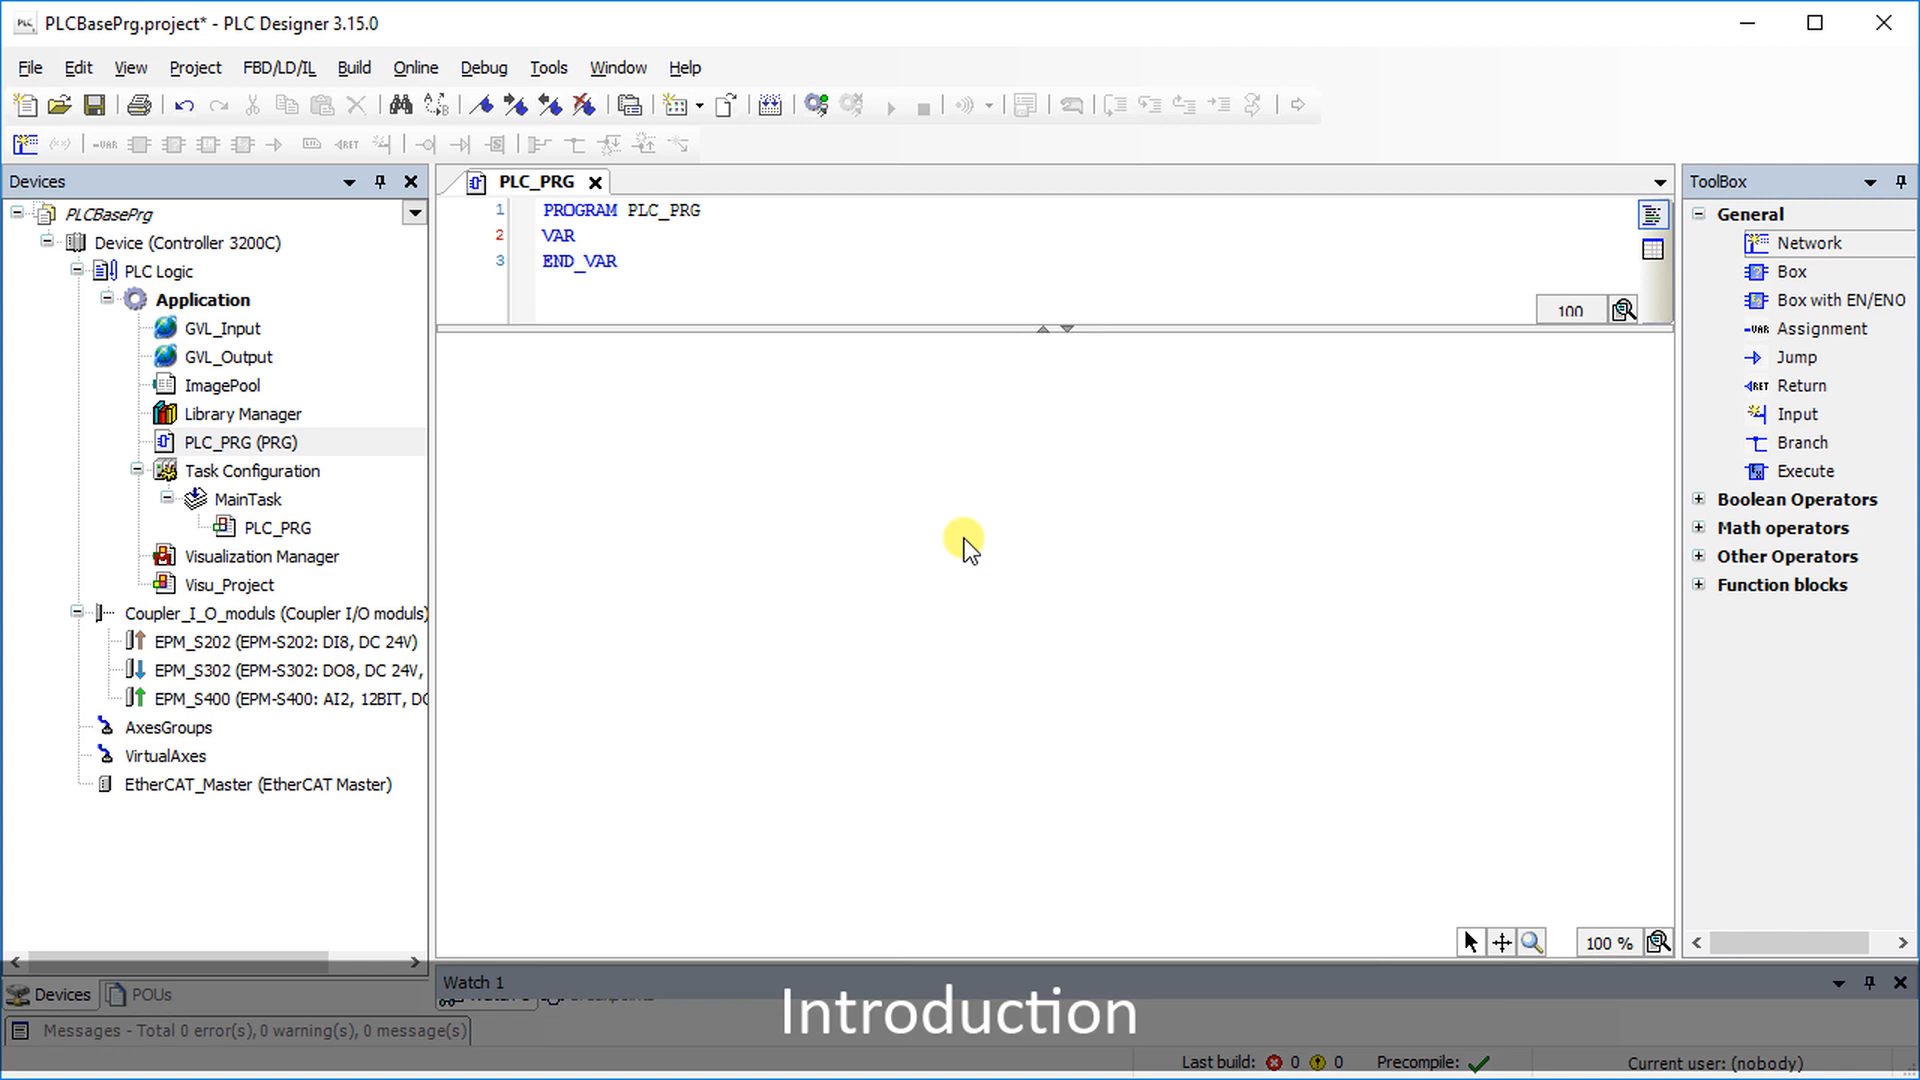 PLCBasePrg.project* - PLC Designer 3.15.0
File Edit View Project FBD/LD/IL Build Online Debug Tools Window Help
Devices
PLCBasePrg
Device (Controller 3200C)
PLC Logic
Application
GVL_Input
GVL_Output
ImagePool
Library Manager
PLC_PRG (PRG)
Task Configuration
MainTask
PLC_PRG
Visualization Manager
Visu_Project
Coupler_I_O_moduls (Coupler I/O moduls)
EPM_S202 (EPM-S202: DI8, DC 24V)
EPM_S302 (EPM-S302: DO8, DC 24V,
EPM_S400 (EPM-S400: AI2, 12BIT, DC
AxesGroups
VirtualAxes
EtherCAT_Master (EtherCAT Master)
Devices POUs
PLC_PRG
1 PROGRAM PLC_PRG
2 VAR
3 END_VAR
100
100 %
ToolBox
General
Network
Box
Box with EN/ENO
VAR Assignment
Jump
RET Return
Input
Branch
Execute
Boolean Operators
Math operators
Other Operators
Function blocks
Watch 1
Introduction
Messages - Total 0 error(s), 0 warning(s), 0 message(s)
Last build: 0 0 Precompile: Current user: (nobody)